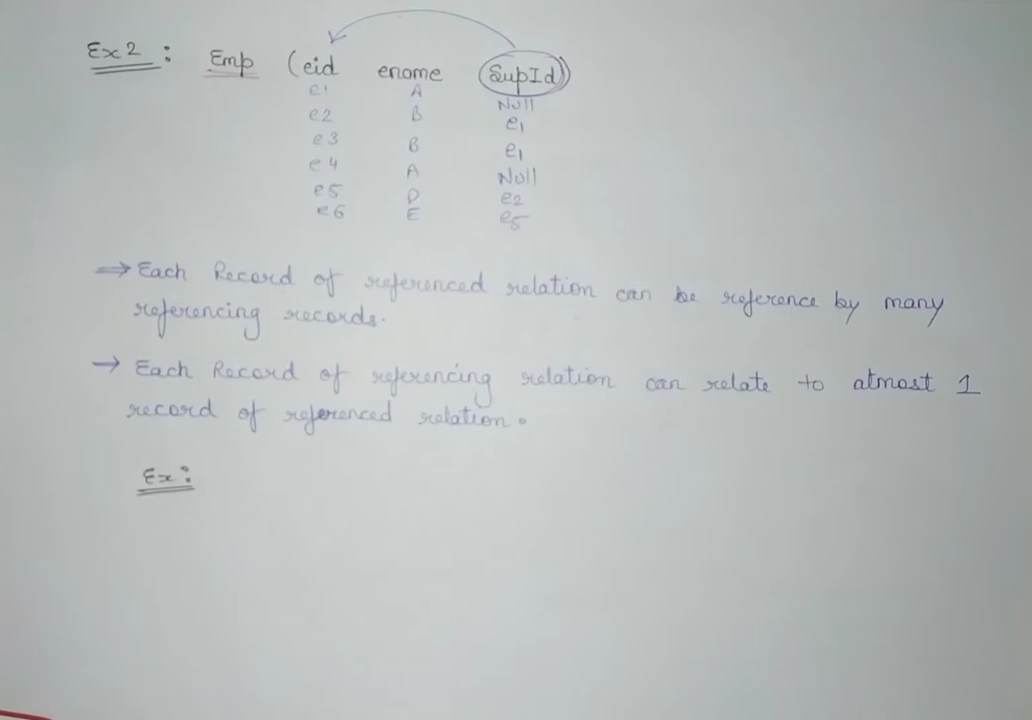 Ex 2 : Emp (eid ename SupId)
e1 A Null
e2 B e1
e3 B e1
e4 A Null
e5 D e2
e6 E e5
⇒ Each Record of referenced relation can be reference by many
referencing records.
→ Each Record of referencing relation can relate to atmost 1
record of referenced relation.
Ex: